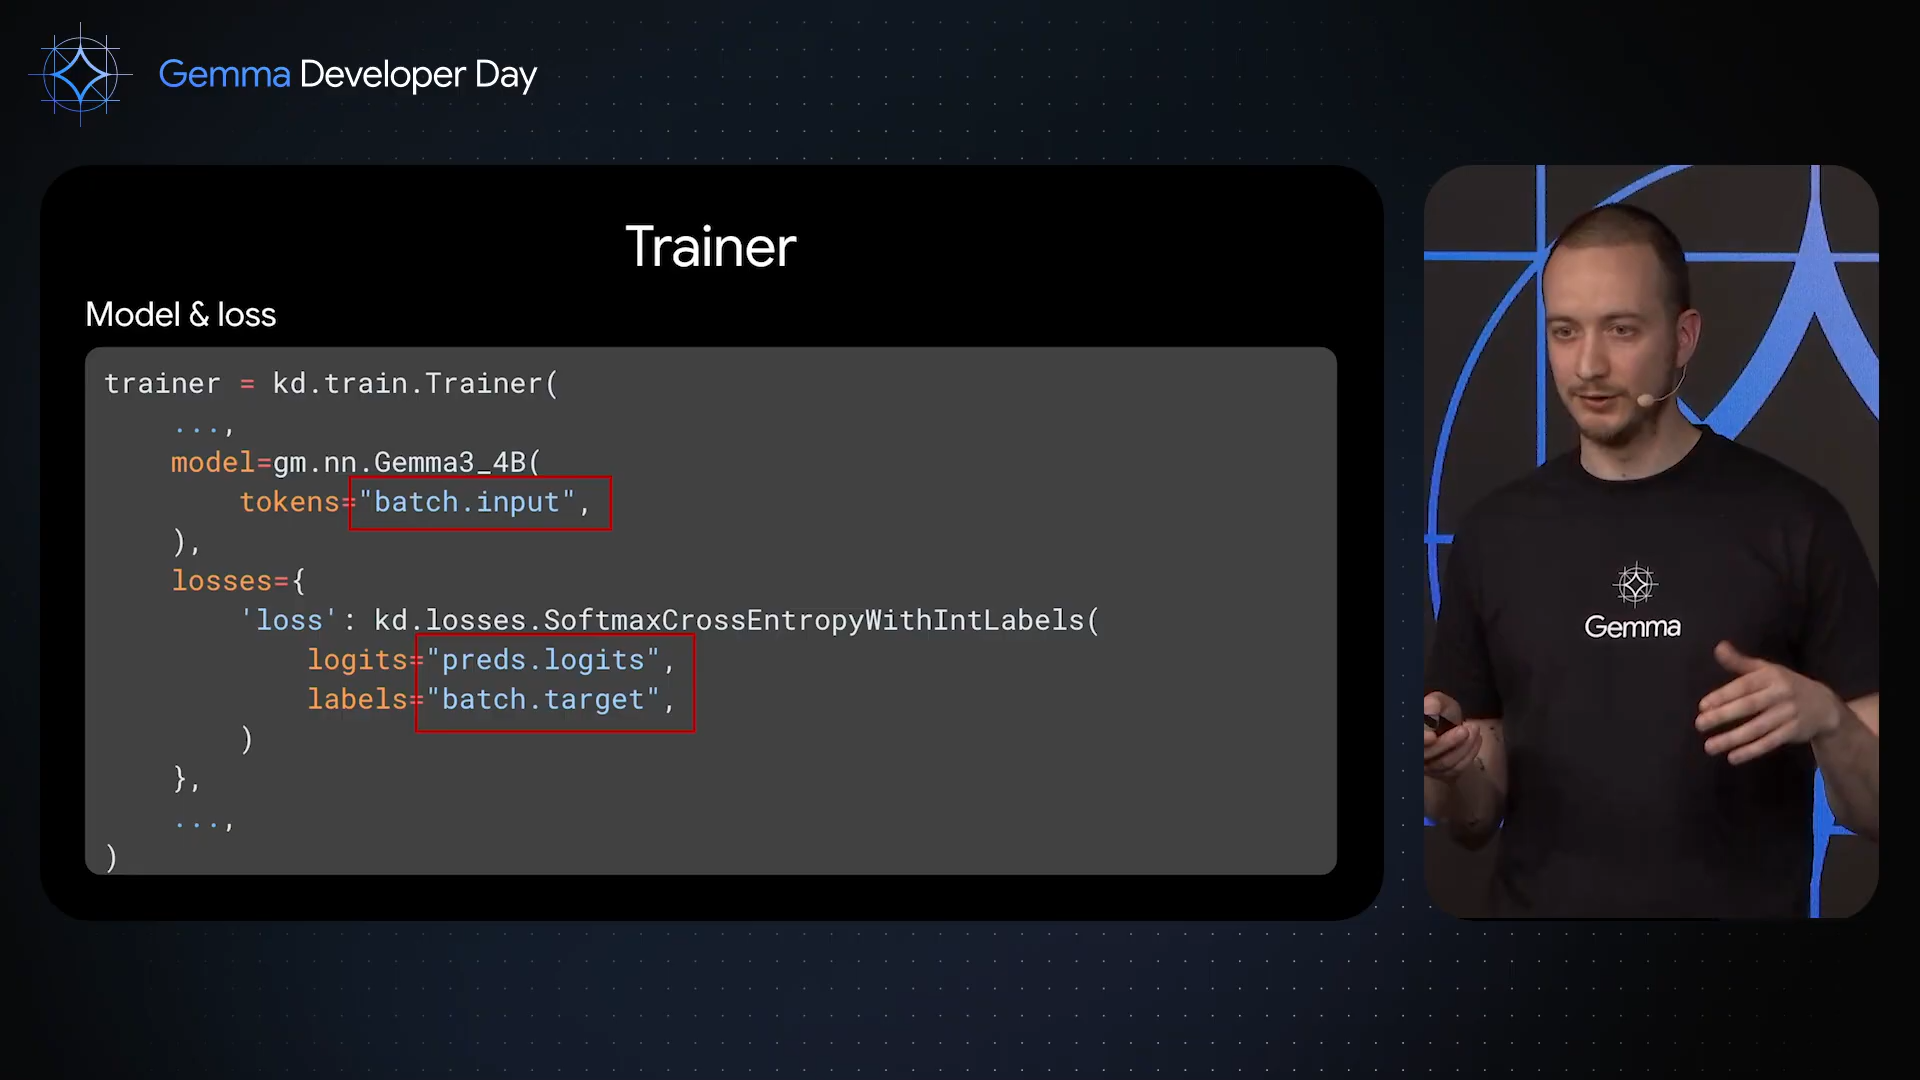 Gemma Developer Day
Trainer
Model & loss
trainer = kd.train.Trainer(
...,
model=gm.nn.Gemma3_4B(
tokens="batch.input",
),
losses={
'loss': kd.losses.SoftmaxCrossEntropyWithIntLabels(
logits="preds.logits",
labels="batch.target",
)
},
...,
)
Gemma